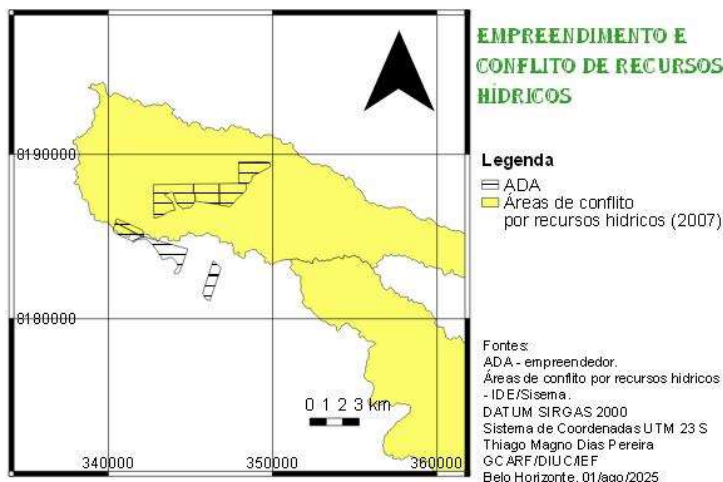 EMPREENDIMENTO E
CONFLITO DE RECURSOS
HÍDRICOS
Legenda
ADA
Áreas de conflito
por recursos hidricos (2007)
8190000
8180000
0 1 2 3 km
340000 350000 360000
Fontes:
ADA - empreendedor.
Áreas de conflito por recursos hidricos
- IDE/Sisema.
DATUM SIRGAS 2000
Sistema de Coordenadas UTM 23 S
Thiago Magno Dias Pereira
GCARF/DIUC/IEF
Belo Horizonte, 01/ago/2025